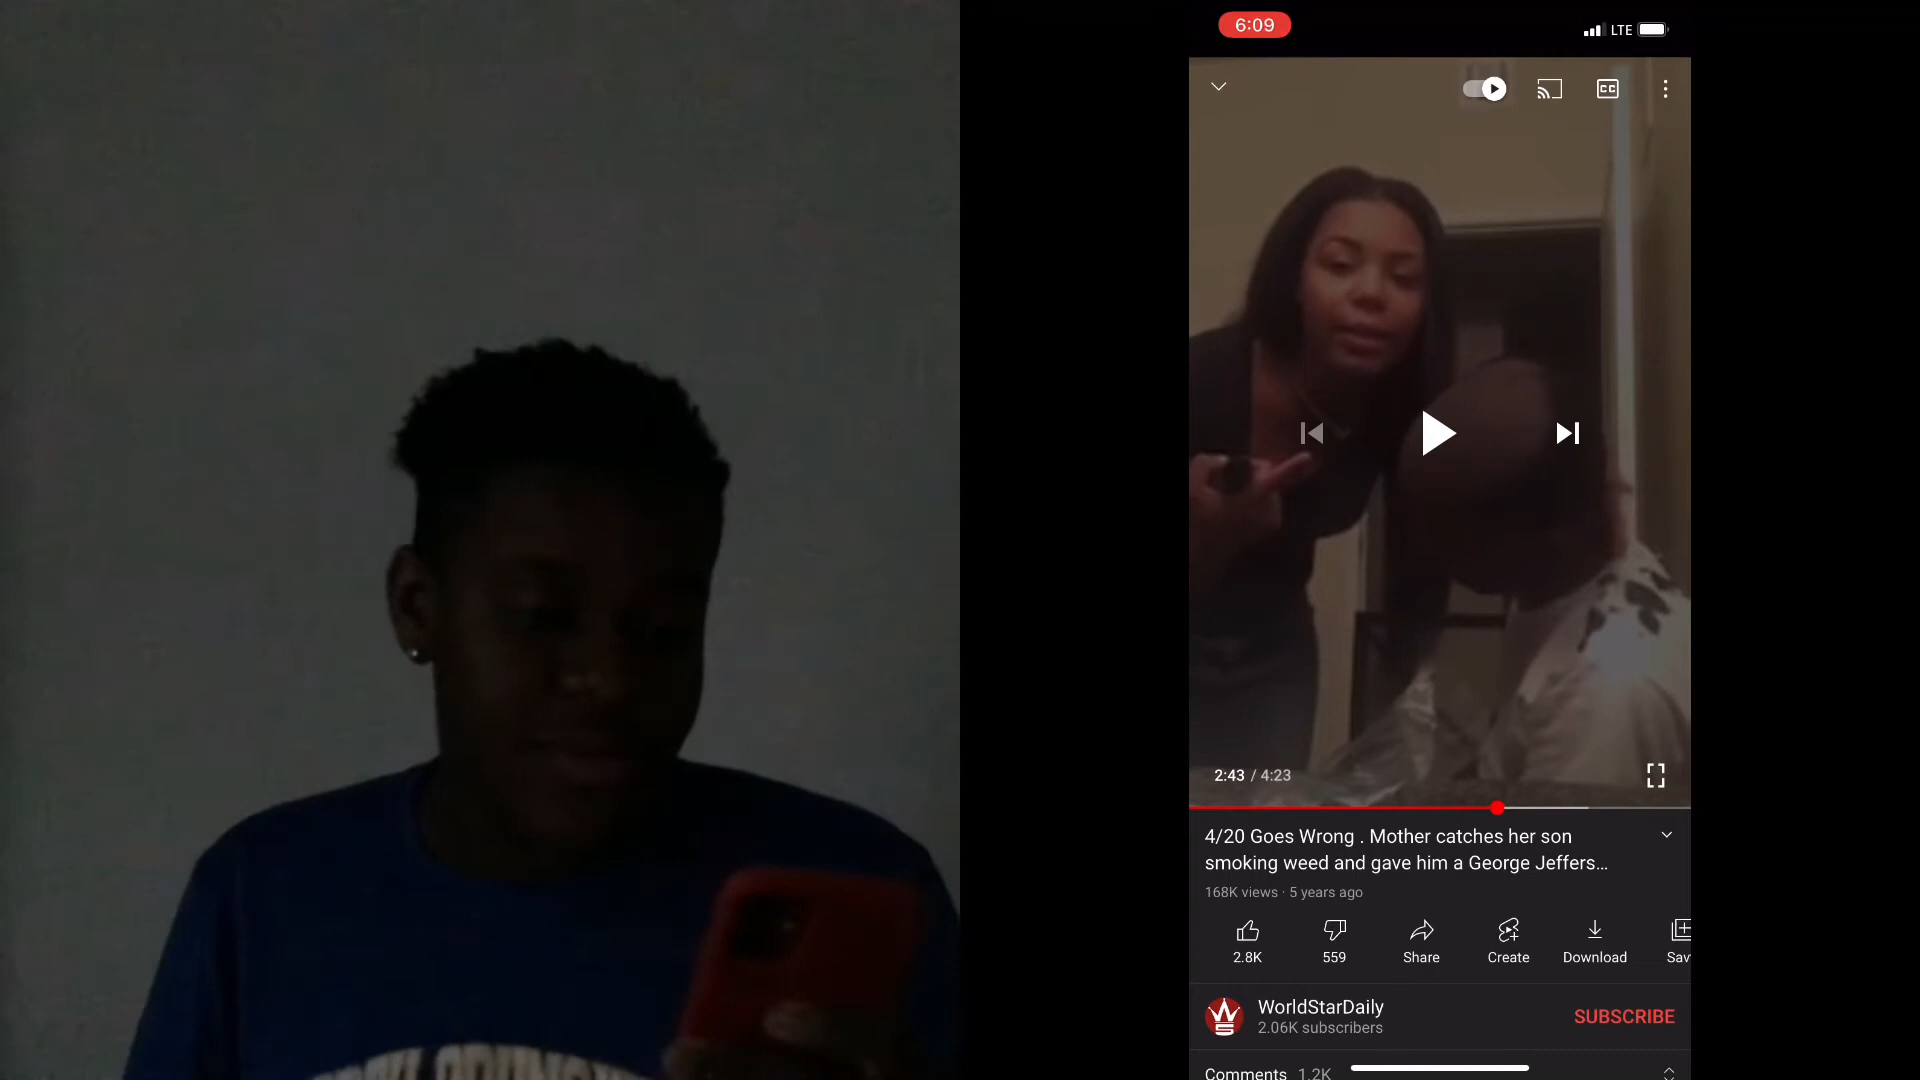 6:09
LTE
CC
2:43 / 4:23
4/20 Goes Wrong . Mother catches her son
smoking weed and gave him a George Jeffers...
168K views · 5 years ago
2.8K
559
Share
Create
Download
Sav
WorldStarDaily
2.06K subscribers
SUBSCRIBE
Comments 1.2K